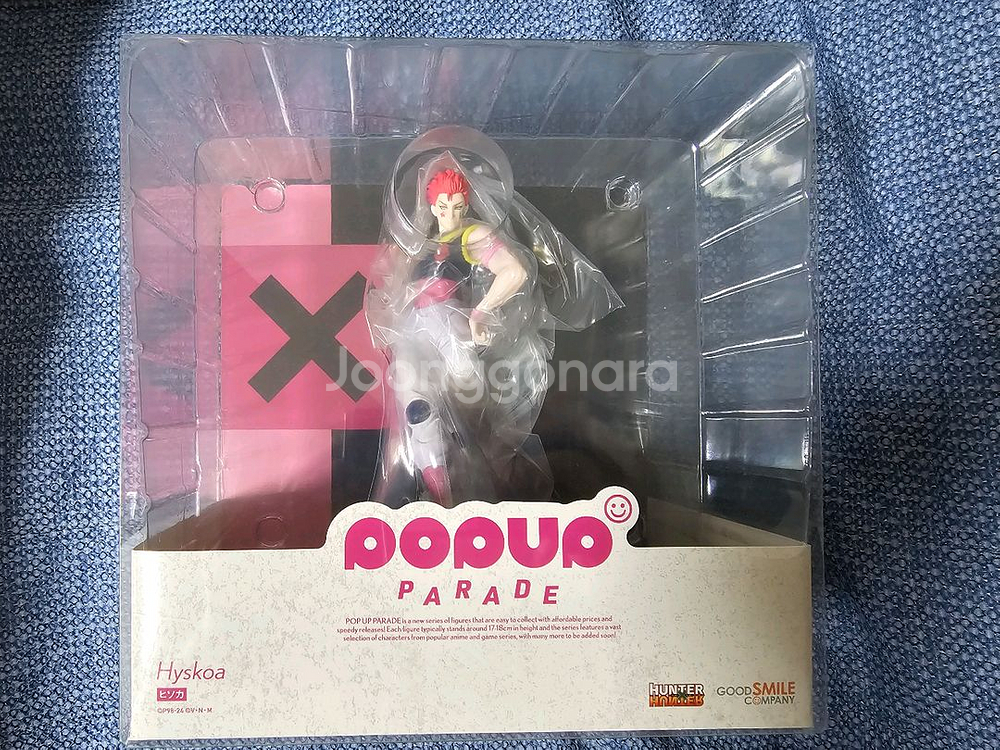 Joonggonara
POPUP
PARADE
POP UP PARADE is a new series of figures that are easy to collect with affordable prices and
speedy releases! Each figure typically stands around 17-18cm in height and the series features a vast
selection of characters from popular anime and game series, with many more to be added soon!
Hyskoa
ヒソカ
©P98-24 ©V・N・M
HUNTER
HUNTER
GOOD SMILE
COMPANY